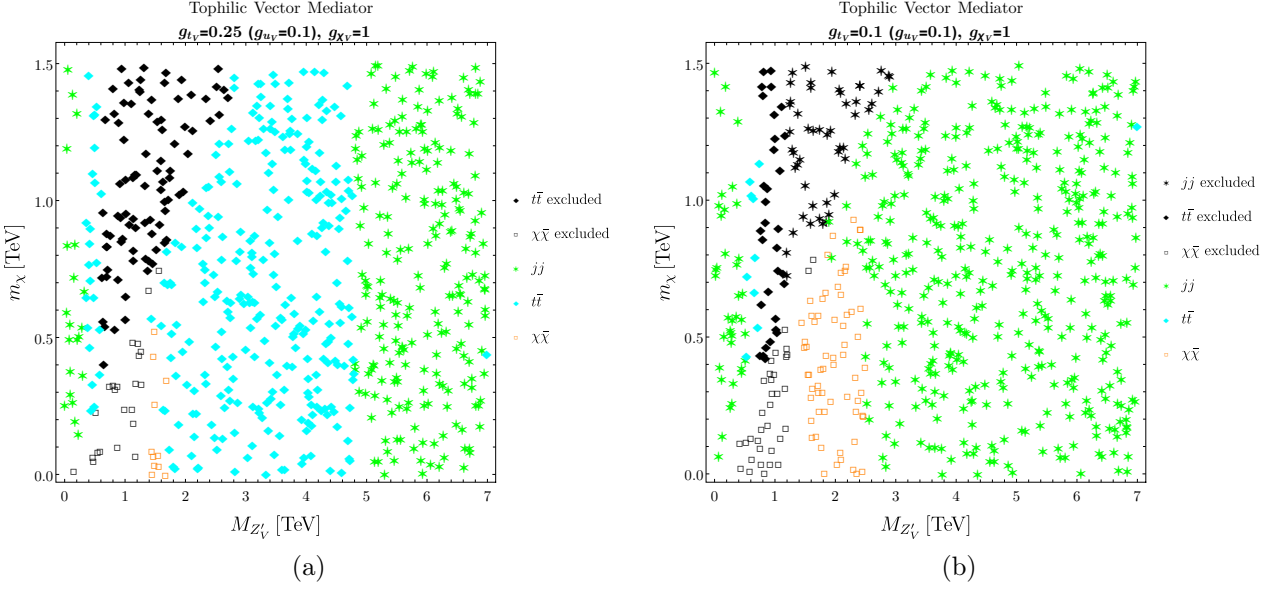 Tophilic Vector Mediator
g_{t_V}=0.25 (g_{u_V}=0.1), g_{χ_V}=1
1.5
1.0
0.5
0.0
m_χ [TeV]
0 1 2 3 4 5 6 7
M_{Z′_V} [TeV]
tt̄ excluded
χχ̄ excluded
jj
tt̄
χχ̄
(a)
Tophilic Vector Mediator
g_{t_V}=0.1 (g_{u_V}=0.1), g_{χ_V}=1
1.5
1.0
0.5
0.0
m_χ [TeV]
0 1 2 3 4 5 6 7
M_{Z′_V} [TeV]
jj excluded
tt̄ excluded
χχ̄ excluded
jj
tt̄
χχ̄
(b)